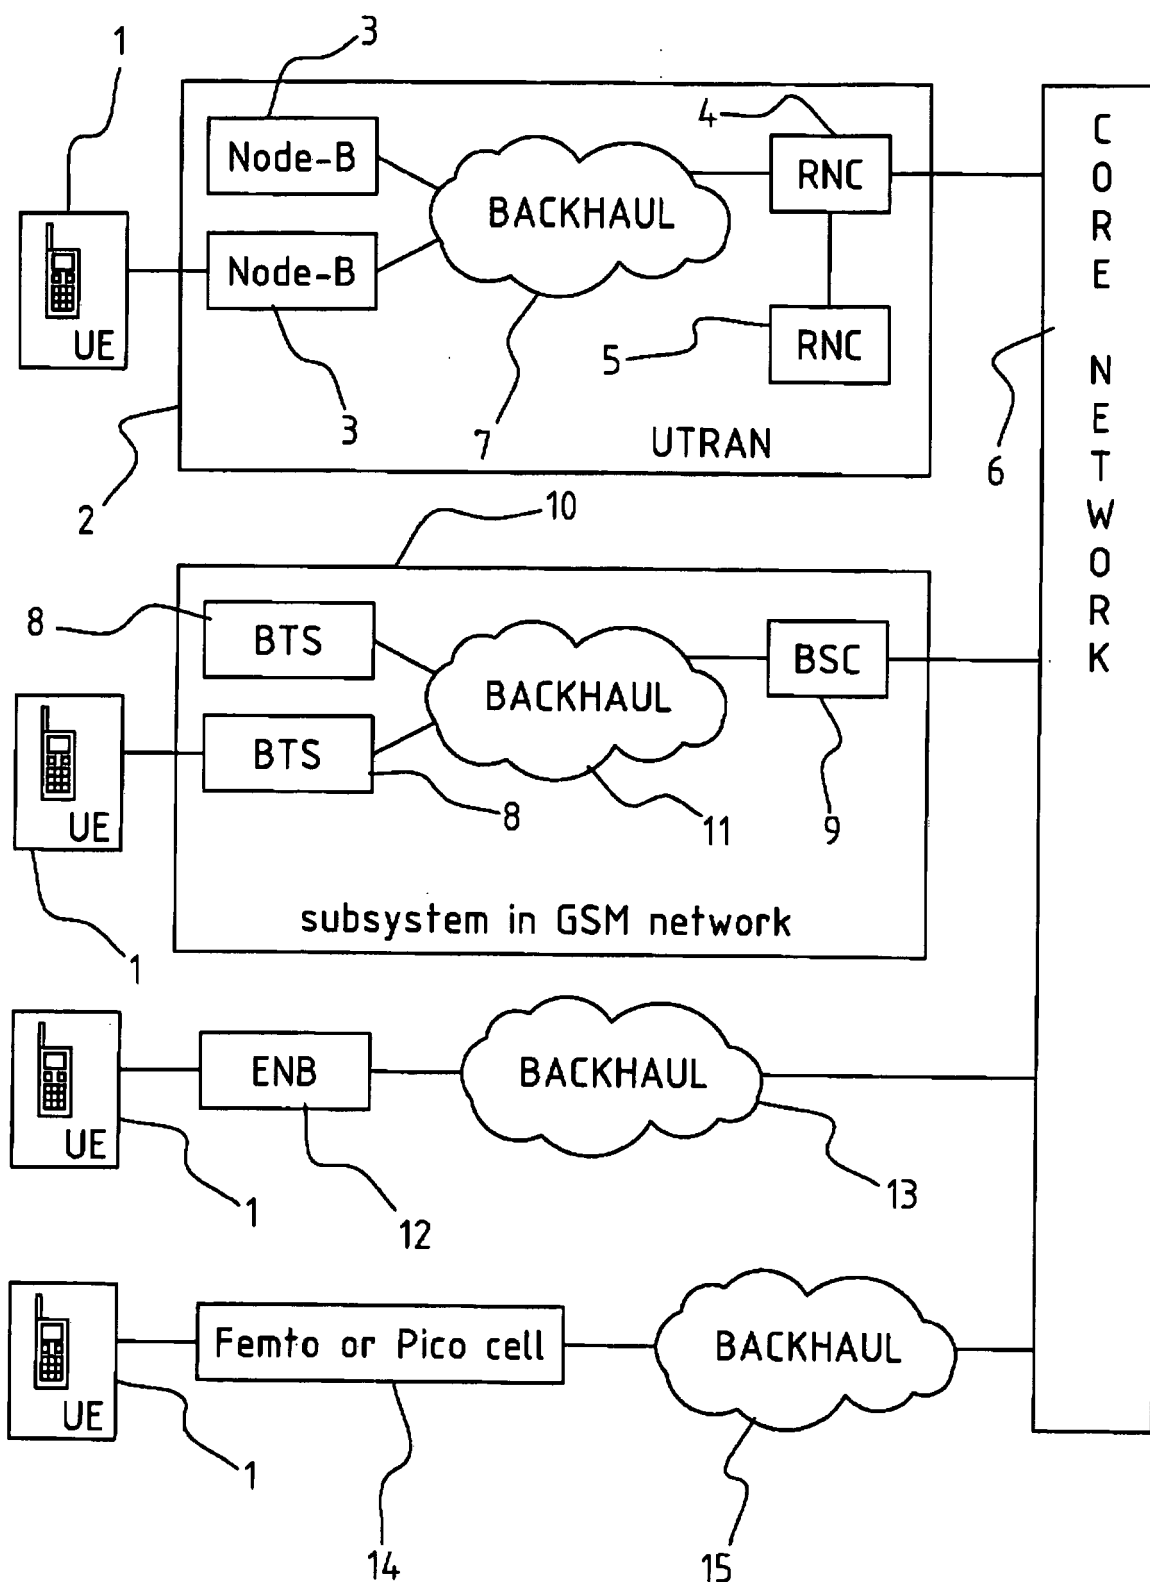 1
3
Node-B
BACKHAUL
4
RNC
Node-B
UE
5
RNC
3
7
UTRAN
2
6
CORE NETWORK
10
8
BTS
BACKHAUL
BSC
BTS
UE
8
11
9
subsystem in GSM network
1
ENB
BACKHAUL
UE
1
12
13
Femto or Pico cell
BACKHAUL
UE
1
14
15